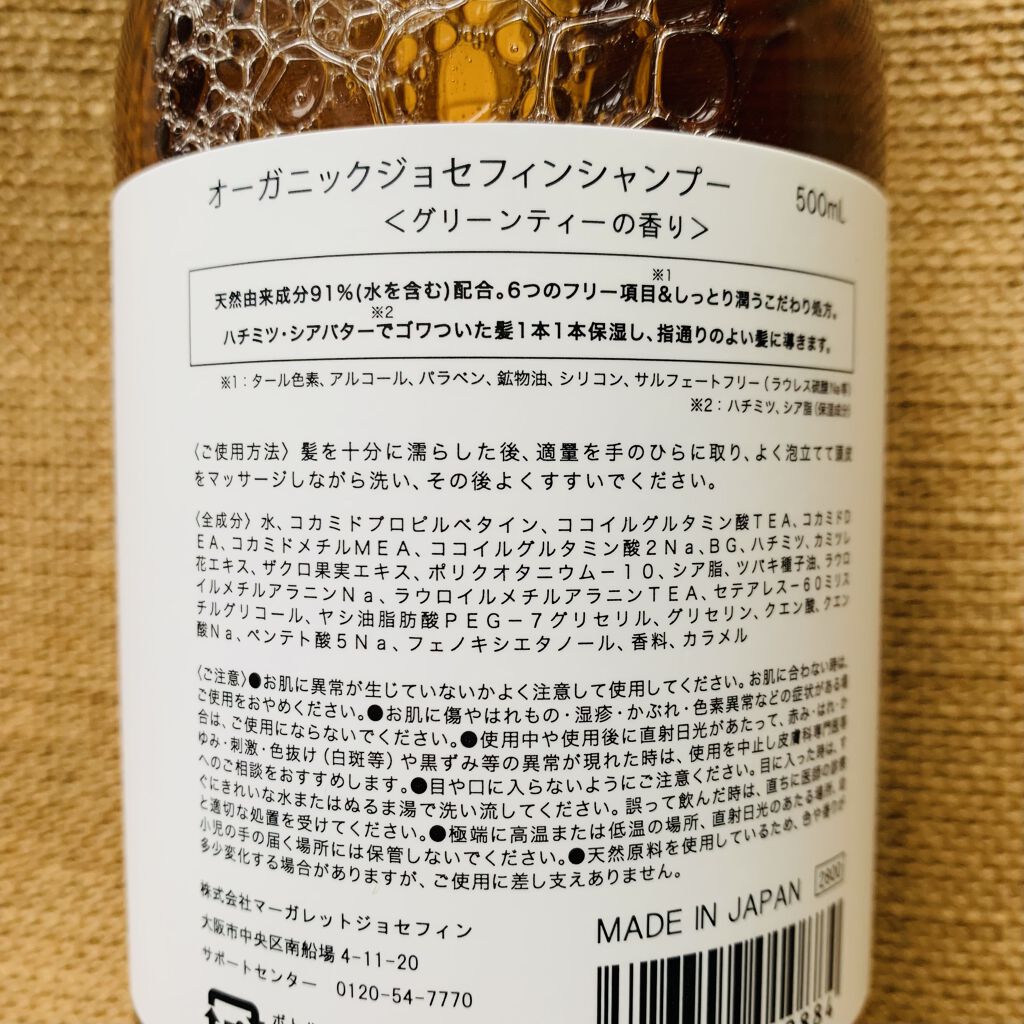 オーガニックジョセフィンシャンプー 500mL
<グリーンティーの香り>
天然由来成分91%(水を含む)配合。6つのフリー項目※1&しっとり潤うこだわり処方。
ハチミツ・シアバター※2でゴワついた髪1本1本保湿し、指通りのよい髪に導きます。
※1：タール色素、アルコール、パラベン、鉱物油、シリコン、サルフェートフリー（ラウレス硫酸Na等）
※2：ハチミツ、シア脂（保湿成分）
〈ご使用方法〉髪を十分に濡らした後、適量を手のひらに取り、よく泡立てて頭皮
をマッサージしながら洗い、その後よくすすいでください。
〈全成分〉水、コカミドプロピルベタイン、ココイルグルタミン酸TEA、コカミドD
EA、コカミドメチルMEA、ココイルグルタミン酸2Na、BG、ハチミツ、カミツレ
花エキス、ザクロ果実エキス、ポリクオタニウム－10、シア脂、ツバキ種子油、ラウロ
イルメチルアラニンNa、ラウロイルメチルアラニンTEA、セテアレス－60ミリス
チルグリコール、ヤシ油脂肪酸PEG－7グリセリル、グリセリン、クエン酸、クエン
酸Na、ペンテト酸5Na、フェノキシエタノール、香料、カラメル
〈ご注意〉●お肌に異常が生じていないかよく注意して使用してください。お肌に合わない時は、
ご使用をおやめください。●お肌に傷やはれもの・湿疹・かぶれ・色素異常などの症状がある場
合は、ご使用にならないでください。●使用中や使用後に直射日光があたって、赤み・はれ・か
ゆみ・刺激・色抜け（白斑等）や黒ずみ等の異常が現れた時は、使用を中止し皮膚科専門医等
へのご相談をおすすめします。●目や口に入らないようにご注意ください。目に入った時は、す
ぐにきれいな水またはぬるま湯で洗い流してください。誤って飲んだ時は、直ちに医師の診察
と適切な処置を受けてください。●極端に高温または低温の場所、直射日光のあたる場所、乳
小児の手の届く場所には保管しないでください。●天然原料を使用しているため、色や香りが
多少変化する場合がありますが、ご使用に差し支えありません。
株式会社マーガレットジョセフィン
大阪市中央区南船場 4-11-20
サポートセンター 0120-54-7770
MADE IN JAPAN 2800